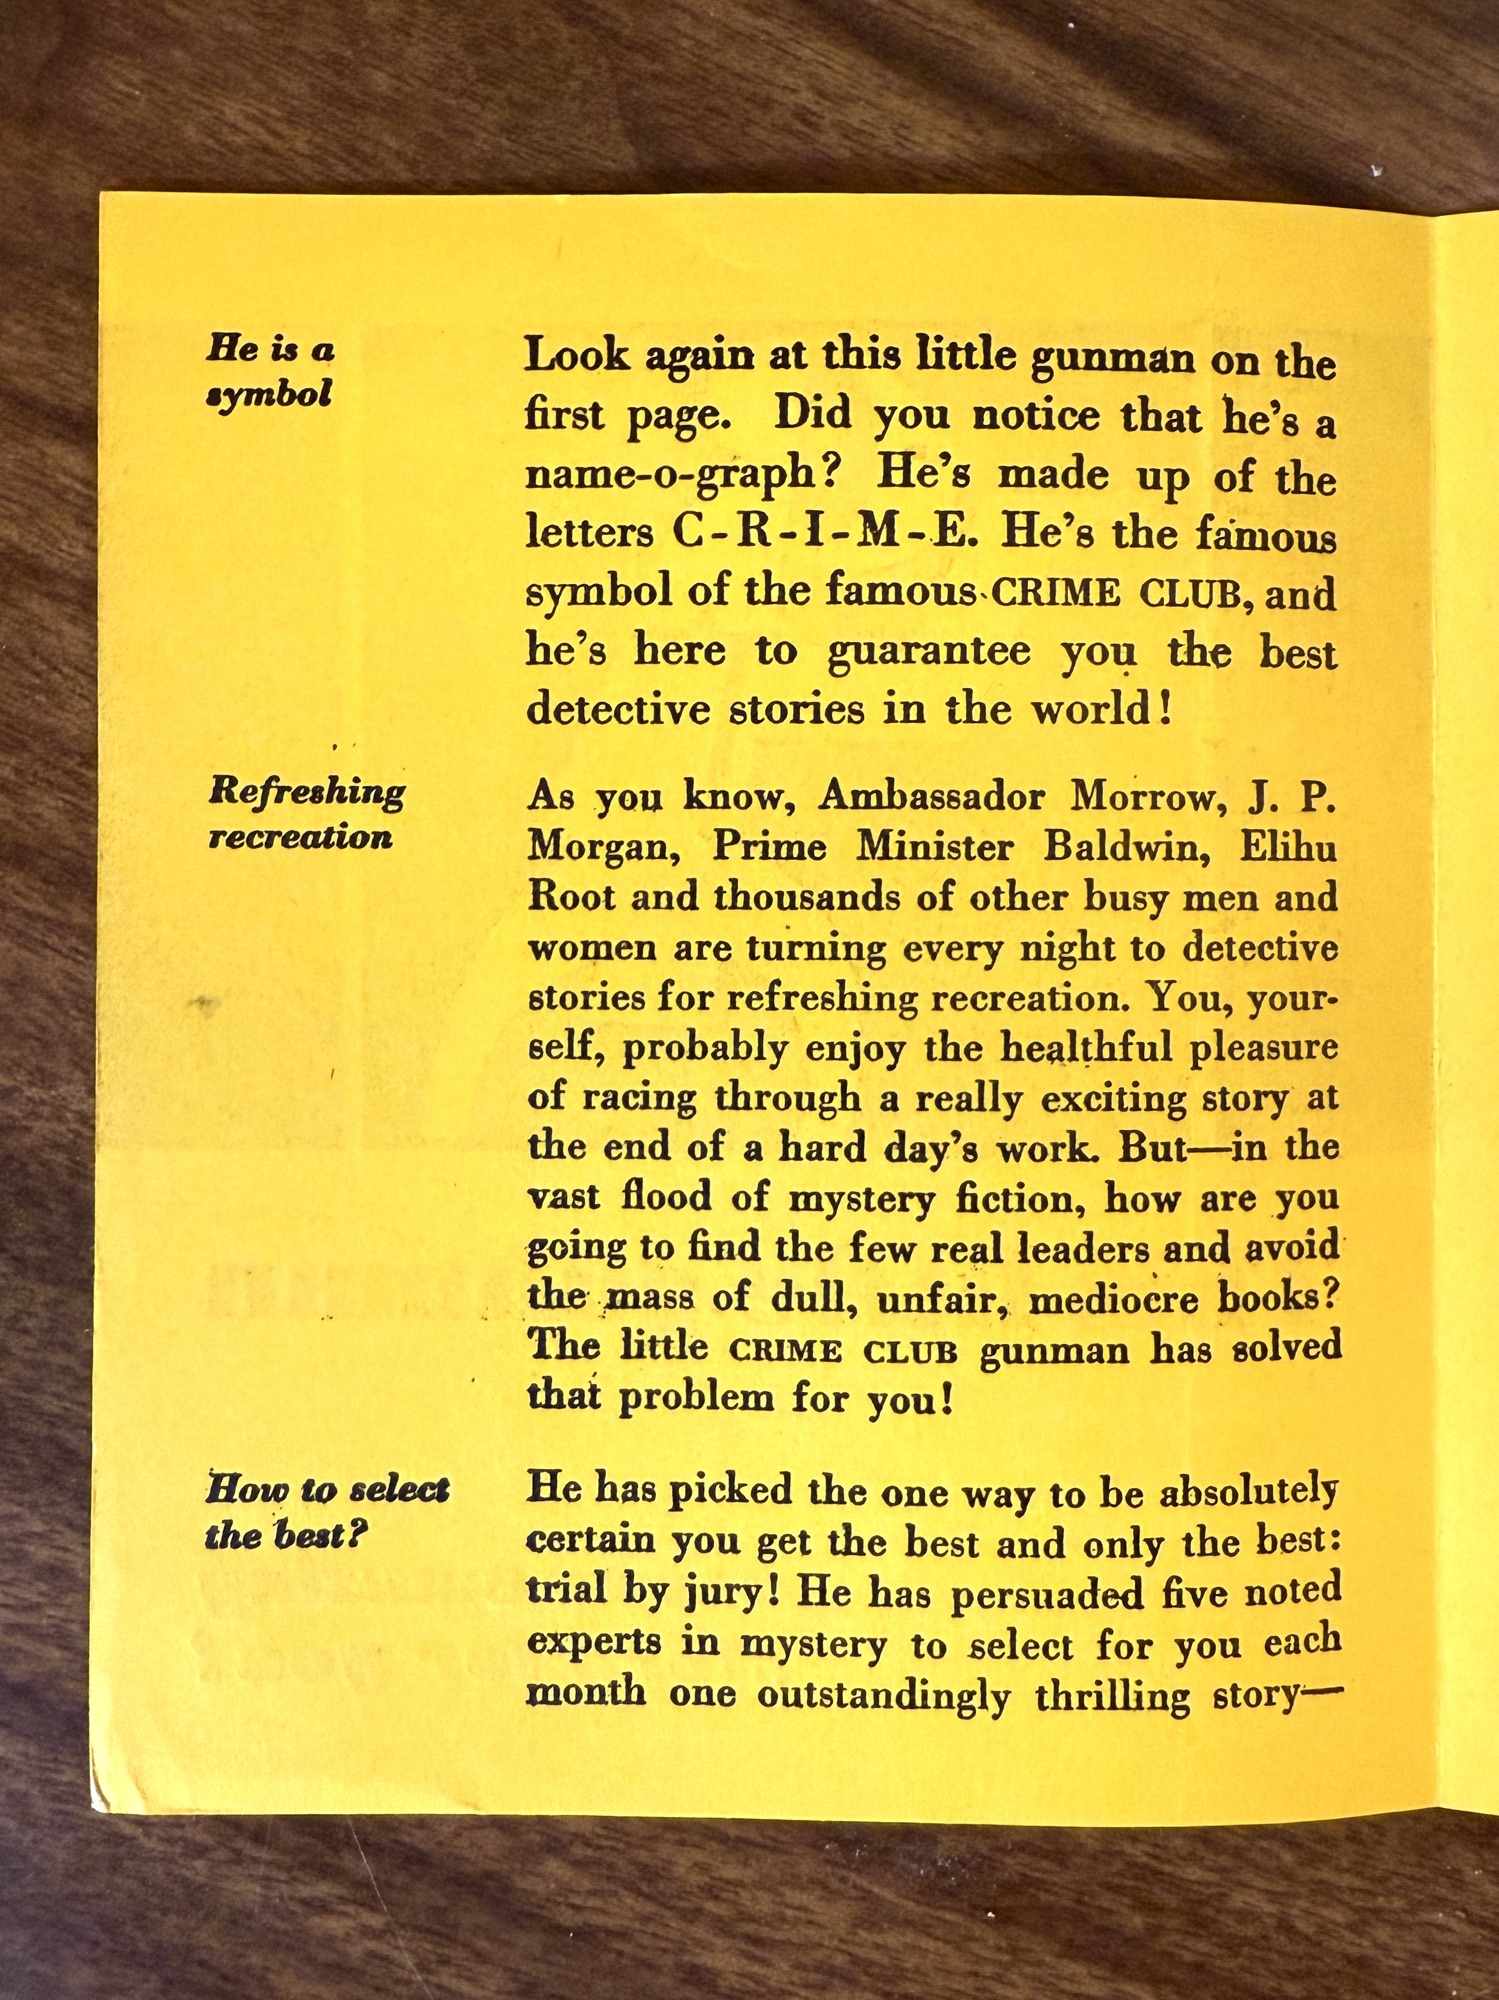 He is a
symbol
Look again at this little gunman on the
first page. Did you notice that he's a
name-o-graph? He's made up of the
letters C-R-I-M-E. He's the famous
symbol of the famous CRIME CLUB, and
he's here to guarantee you the best
detective stories in the world!
Refreshing
recreation
As you know, Ambassador Morrow, J. P.
Morgan, Prime Minister Baldwin, Elihu
Root and thousands of other busy men and
women are turning every night to detective
stories for refreshing recreation. You, your-
self, probably enjoy the healthful pleasure
of racing through a really exciting story at
the end of a hard day's work. But—in the
vast flood of mystery fiction, how are you
going to find the few real leaders and avoid
the mass of dull, unfair, mediocre books?
The little CRIME CLUB gunman has solved
that problem for you!
How to select
the best?
He has picked the one way to be absolutely
certain you get the best and only the best:
trial by jury! He has persuaded five noted
experts in mystery to select for you each
month one outstandingly thrilling story—